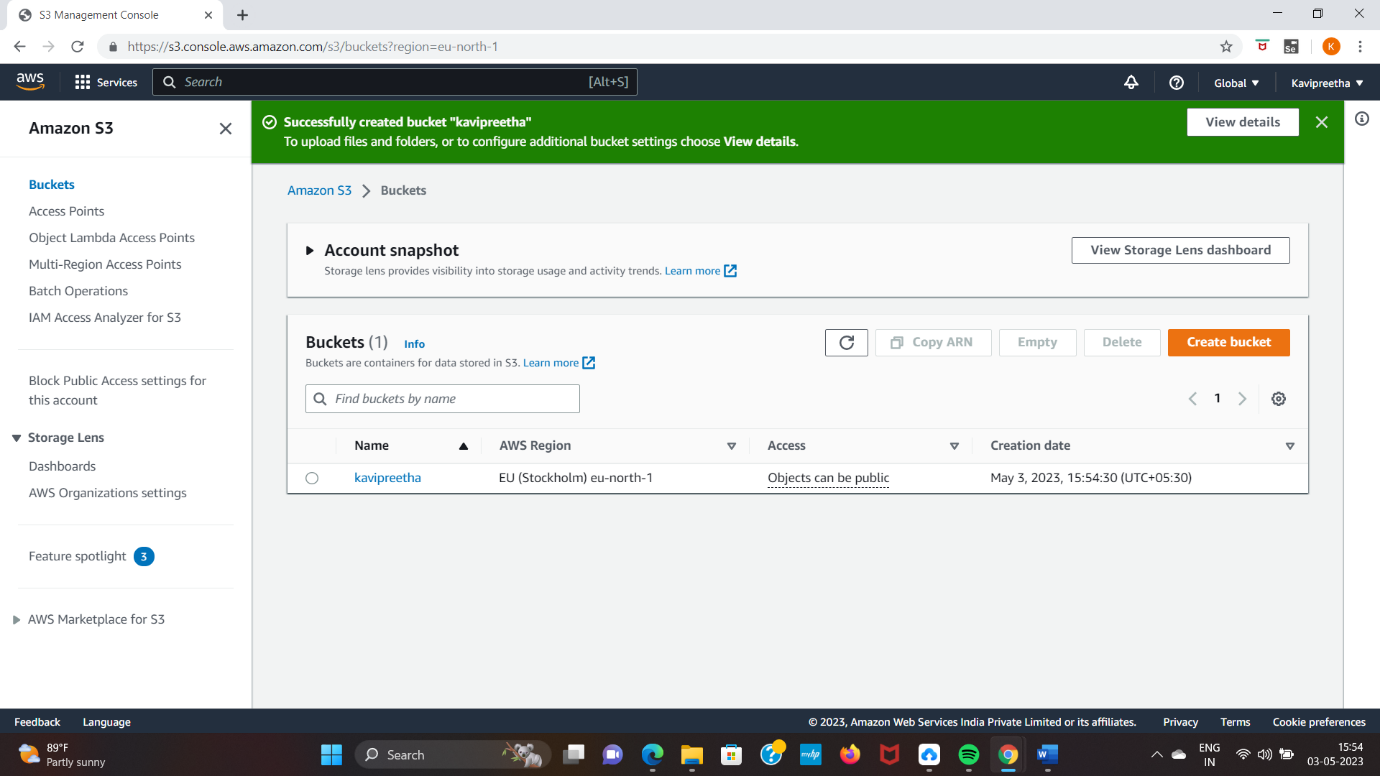 S3 Management Console
https://s3.console.aws.amazon.com/s3/buckets?region=eu-north-1
Se
K
aws
Services
Search
[Alt+S]
Global
Kavipreetha
Amazon S3
Buckets
Access Points
Object Lambda Access Points
Multi-Region Access Points
Batch Operations
IAM Access Analyzer for S3
Block Public Access settings for
this account
Storage Lens
Dashboards
AWS Organizations settings
Feature spotlight 3
AWS Marketplace for S3
Successfully created bucket "kavipreetha"
To upload files and folders, or to configure additional bucket settings choose View details.
View details
Amazon S3 > Buckets
Account snapshot
Storage lens provides visibility into storage usage and activity trends. Learn more
View Storage Lens dashboard
Buckets (1) Info
Buckets are containers for data stored in S3. Learn more
Copy ARN
Empty
Delete
Create bucket
Find buckets by name
1
Name AWS Region Access Creation date
kavipreetha EU (Stockholm) eu-north-1 Objects can be public May 3, 2023, 15:54:30 (UTC+05:30)
Feedback Language © 2023, Amazon Web Services India Private Limited or its affiliates. Privacy Terms Cookie preferences
89°F
Partly sunny
Search
myhp
ENG
IN
15:54
03-05-2023